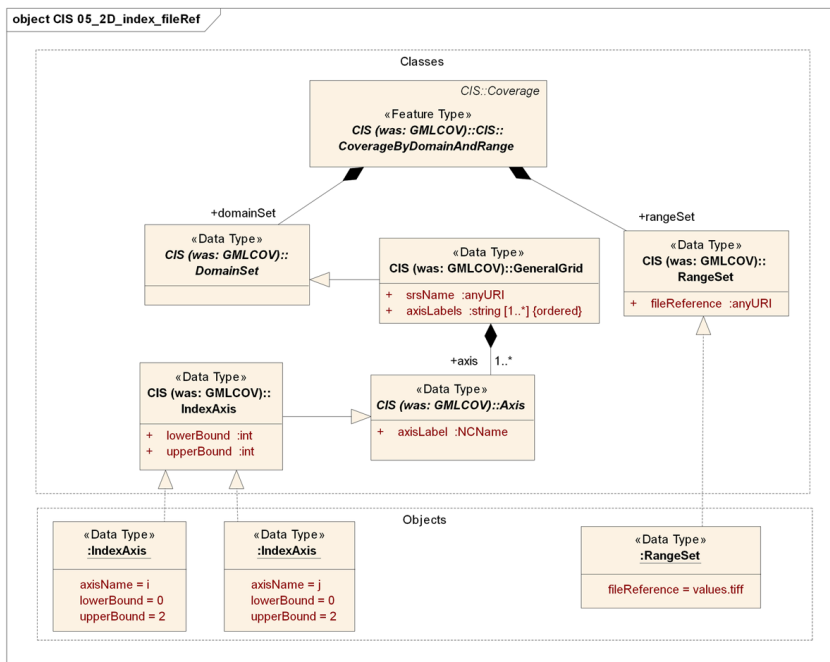 object CIS 05_2D_index_fileRef
Classes
CIS::Coverage
«Feature Type»
CIS (was: GMLCOV)::CIS::
CoverageByDomainAndRange
+domainSet
+rangeSet
«Data Type»
CIS (was: GMLCOV)::
DomainSet
«Data Type»
CIS (was: GMLCOV)::GeneralGrid
+ srsName :anyURI
+ axisLabels :string [1..*] {ordered}
«Data Type»
CIS (was: GMLCOV)::
RangeSet
+ fileReference :anyURI
+axis 1..*
«Data Type»
CIS (was: GMLCOV)::
IndexAxis
+ lowerBound :int
+ upperBound :int
«Data Type»
CIS (was: GMLCOV)::Axis
+ axisLabel :NCName
Objects
«Data Type»
:IndexAxis
axisName = i
lowerBound = 0
upperBound = 2
«Data Type»
:IndexAxis
axisName = j
lowerBound = 0
upperBound = 2
«Data Type»
:RangeSet
fileReference = values.tiff